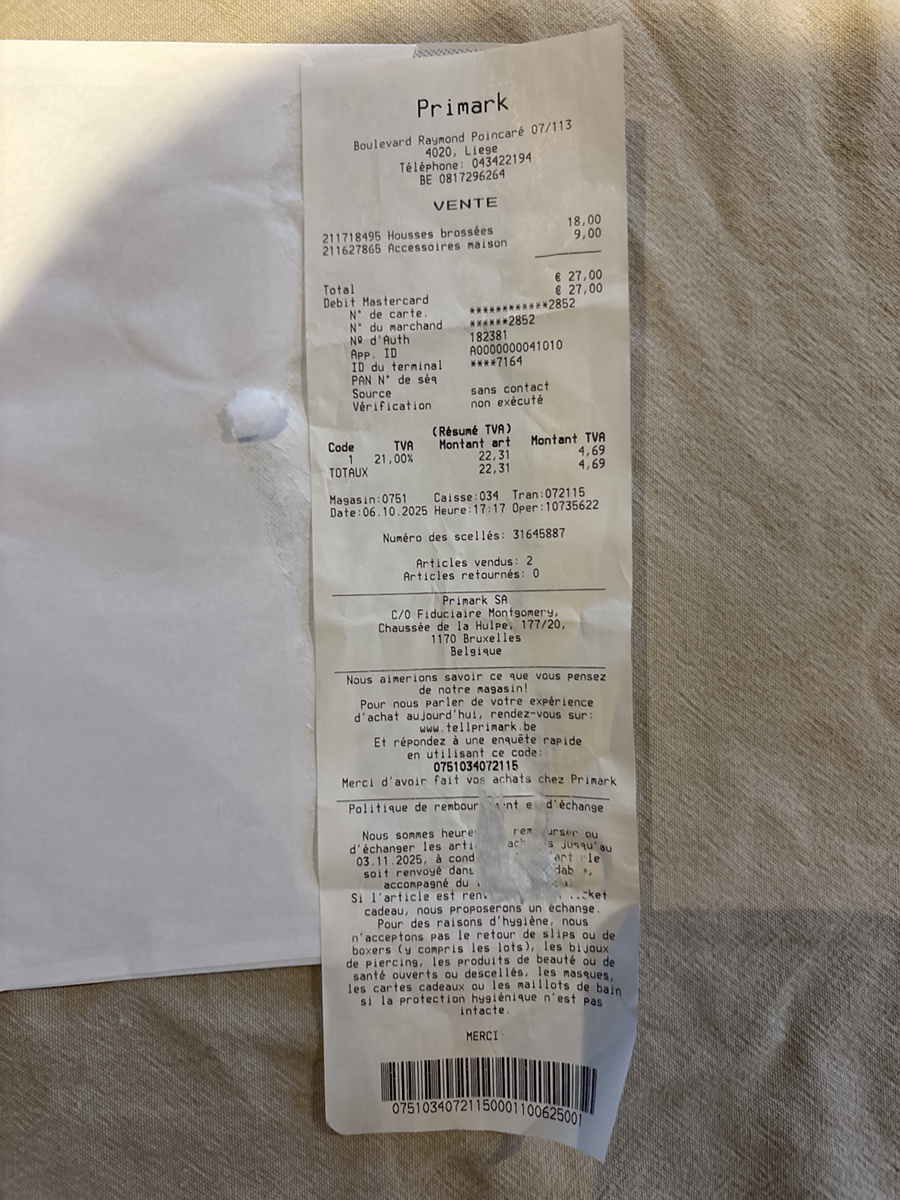 Primark
Boulevard Raymond Poincaré 07/113
4020, Liege
Téléphone: 043422194
BE 0817296264
VENTE
211718495 Housses brossées 18,00
211627865 Accessoires maison 9,00
Total € 27,00
Debit Mastercard € 27,00
N° de carte. ************2852
N° du marchand ******2852
Nº d'Auth 182381
App. ID A0000000041010
ID du terminal ****7164
PAN N° de séq
Source sans contact
Vérification non exécuté
(Résumé TVA)
Code TVA Montant art Montant TVA
1 21,00% 22,31 4,69
TOTAUX 22,31 4,69
Magasin:0751 Caisse:034 Tran:072115
Date:06.10.2025 Heure:17:17 Oper:10735622
Numéro des scellés: 31645887
Articles vendus: 2
Articles retournés: 0
Primark SA
C/O Fiduciaire Montgomery,
Chaussée de la Hulpe, 177/20,
1170 Bruxelles
Belgique
Nous aimerions savoir ce que vous pensez
de notre magasin!
Pour nous parler de votre expérience
d'achat aujourd'hui, rendez-vous sur:
www.tellprimark.be
Et répondez à une enquête rapide
en utilisant ce code:
0751034072115
Merci d'avoir fait vos achats chez Primark
Politique de d'échange
Nous sommes ou
d'échanger les jusqu'au
03.11.2025, à
soit renvoyé dans
accompagné du
Si l'article est
cadeau, nous proposerons un échange.
Pour des raisons d'hygiène, nous
n'acceptons pas le retour de slips ou de
boxers (y compris les lots), les bijoux
de piercing, les produits de beauté ou de
santé ouverts ou descellés, les masques,
les cartes cadeaux ou les maillots de bain
si la protection hygiénique n'est pas
intacte.
MERCI
07510340721150001100625001